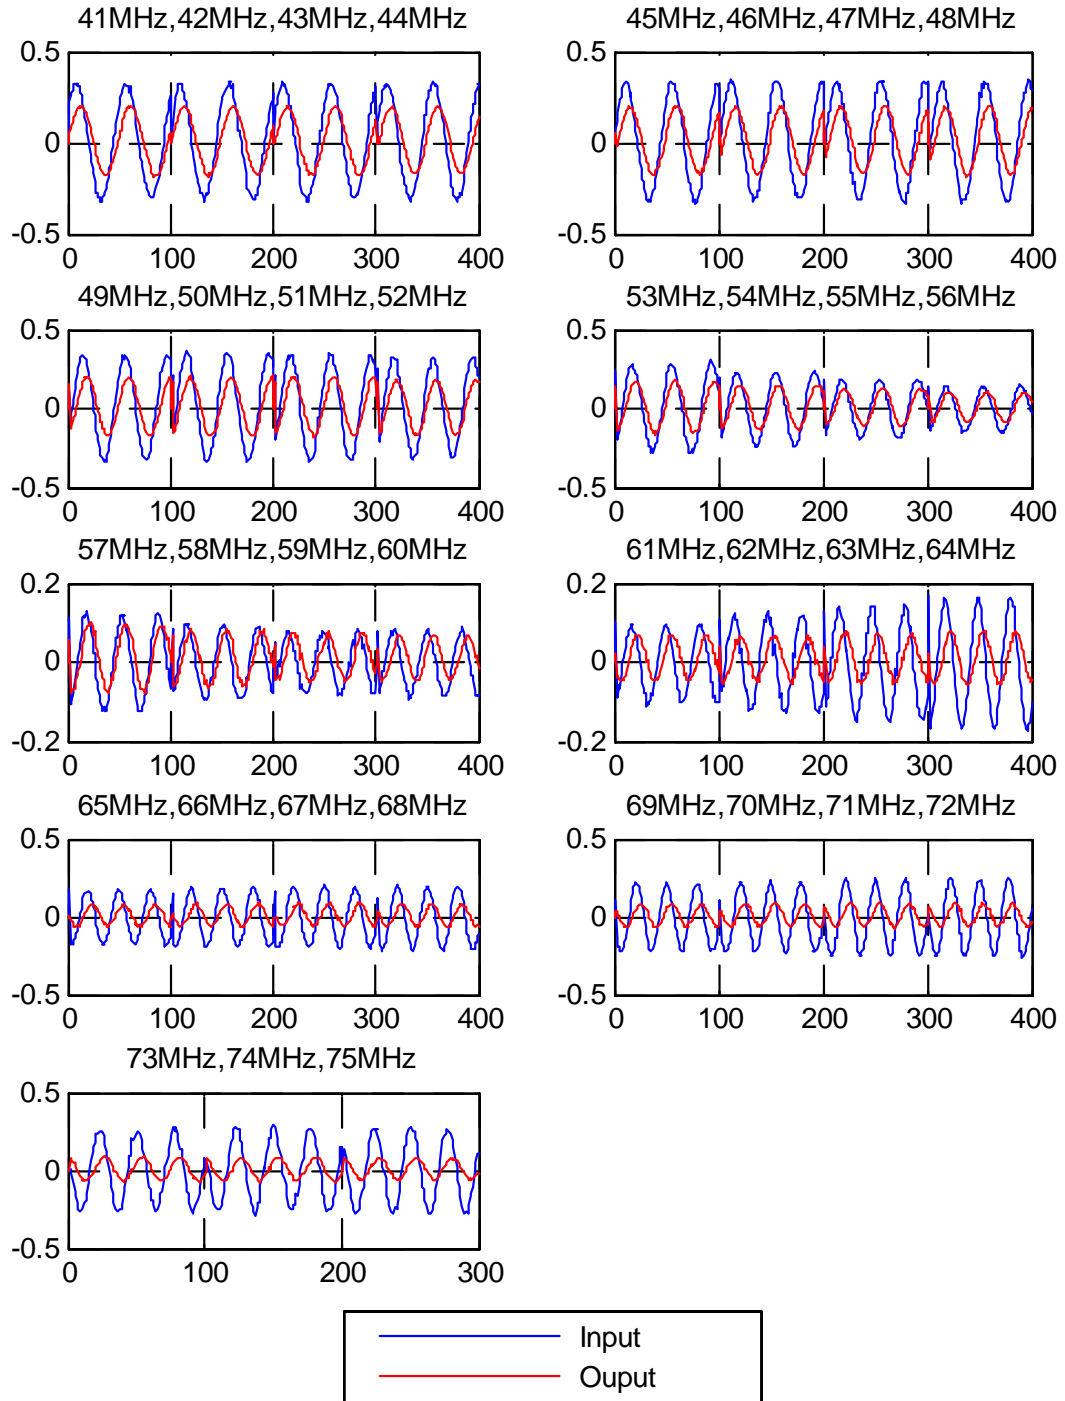 41MHz,42MHz,43MHz,44MHz
0.5
0
-0.5
0 100 200 300 400
45MHz,46MHz,47MHz,48MHz
0.5
0
-0.5
0 100 200 300 400
49MHz,50MHz,51MHz,52MHz
0.5
0
-0.5
0 100 200 300 400
53MHz,54MHz,55MHz,56MHz
0.5
0
-0.5
0 100 200 300 400
57MHz,58MHz,59MHz,60MHz
0.2
0
-0.2
0 100 200 300 400
61MHz,62MHz,63MHz,64MHz
0.2
0
-0.2
0 100 200 300 400
65MHz,66MHz,67MHz,68MHz
0.5
0
-0.5
0 100 200 300 400
69MHz,70MHz,71MHz,72MHz
0.5
0
-0.5
0 100 200 300 400
73MHz,74MHz,75MHz
0.5
0
-0.5
0 100 200 300
Input
Ouput